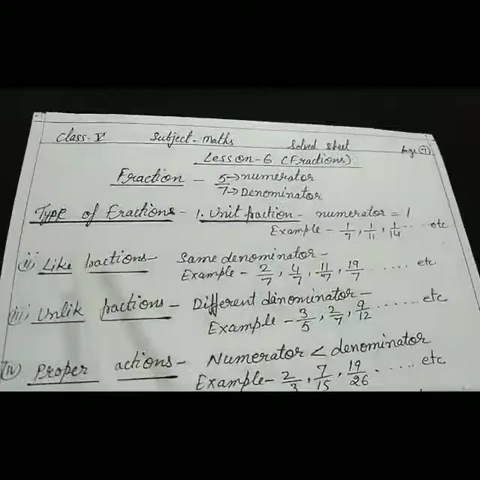 Class-V Subject-maths Solved Sheet Page (1)
Lesson-6 (Fractions)
Fraction - 5→numerator
7→Denominator
Type of Fractions - 1. Unit fraction - numerator = 1
Example - 1/7, 1/11, 1/14 ..... etc
ii) Like fractions - Same denominator -
Example - 2/7, 4/7, 11/7, 19/7 ...... etc
iii) Unlik fractions - Different dinominator -
Example - 3/5, 2/7, 9/12 ...... etc
(iv) Proper actions - Numerator < denominator
Example - 2/3, 7/15, 19/26 ..... etc